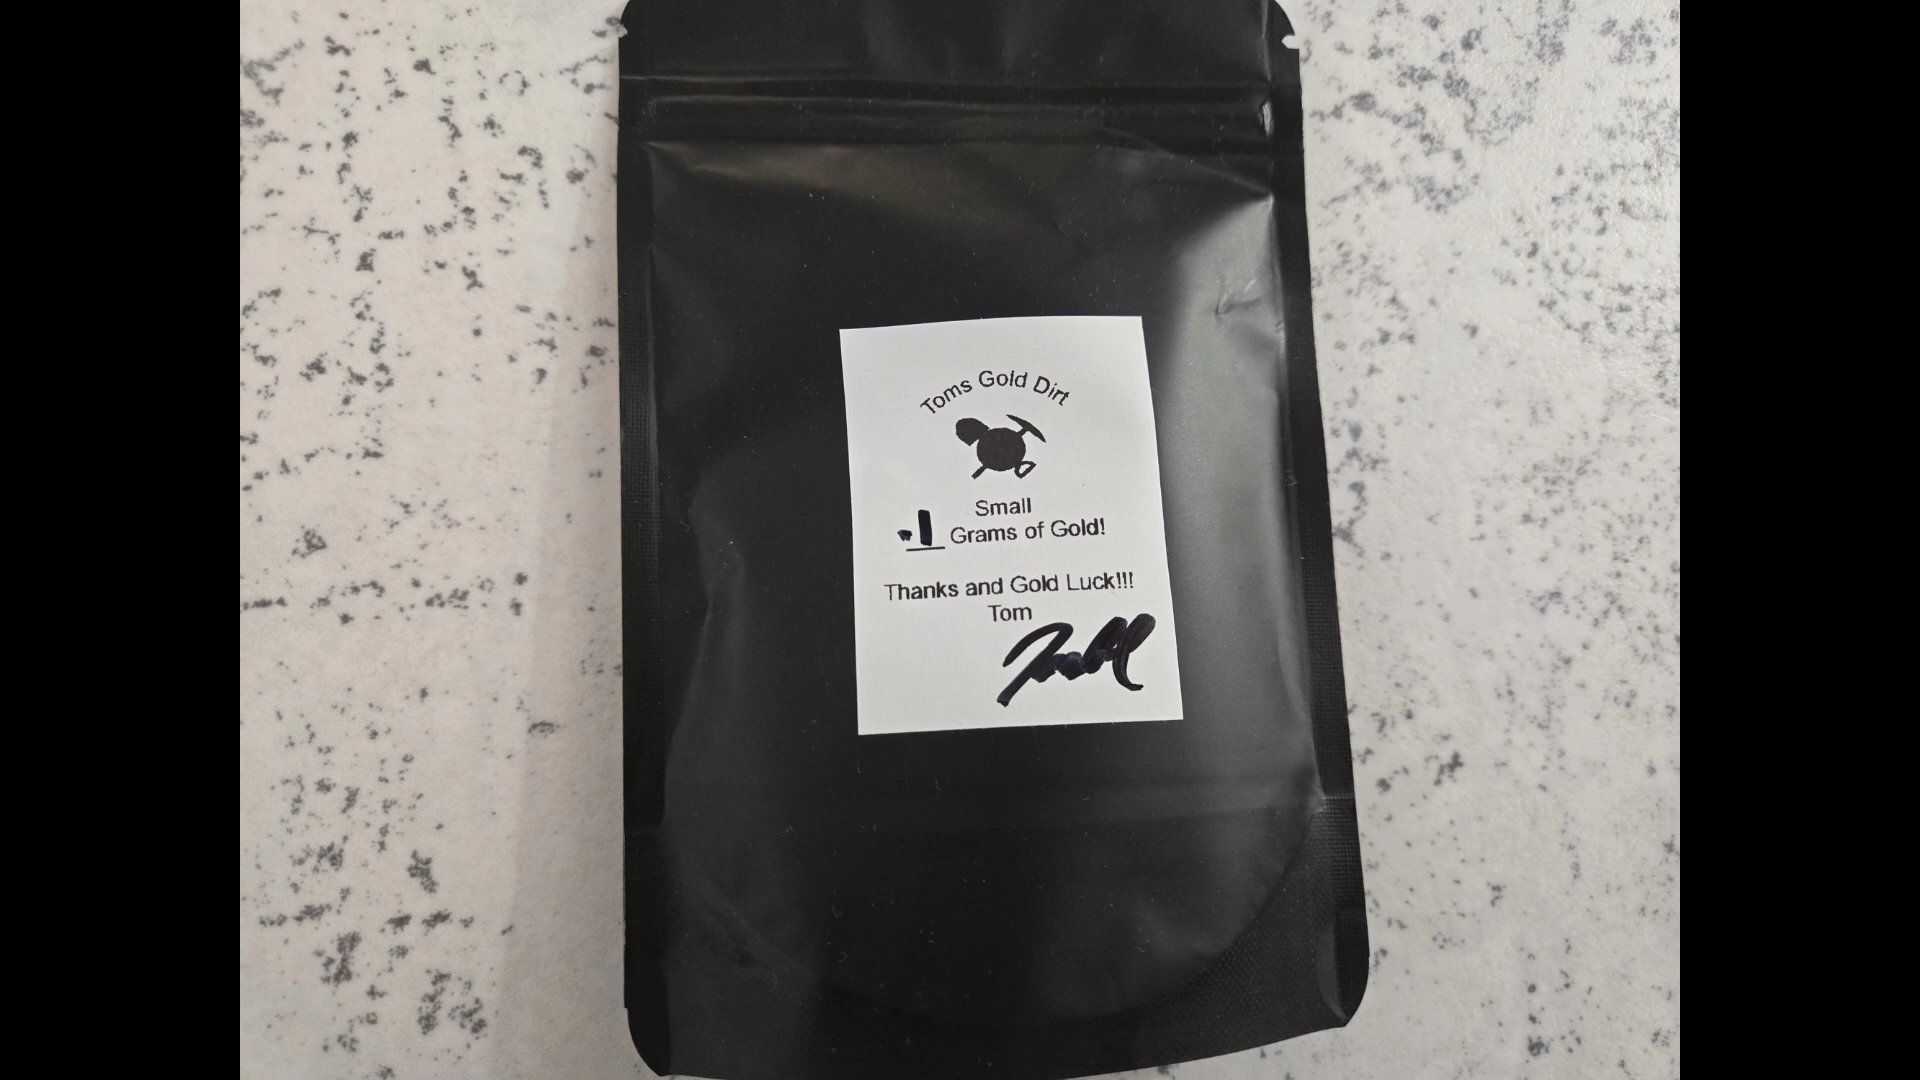 Toms Gold Dirt
Small
.1 Grams of Gold!
Thanks and Gold Luck!!!
Tom